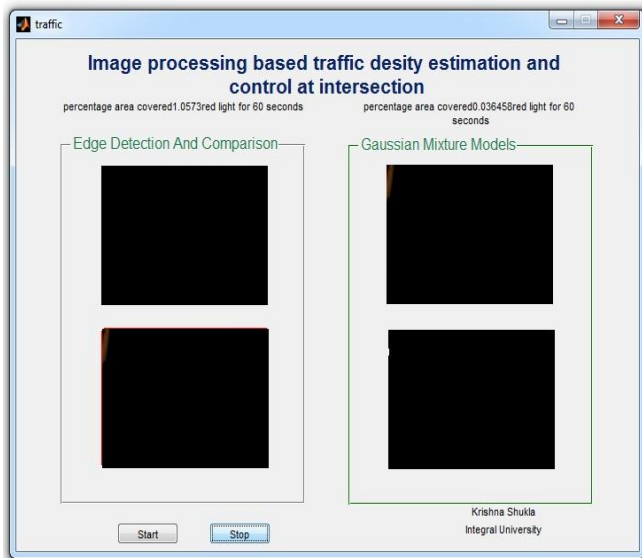 traffic
Image processing based traffic desity estimation and
control at intersection
percentage area covered1.0573red light for 60 seconds
percentage area covered0.036458red light for 60
seconds
Edge Detection And Comparison
Gaussian Mixture Models
Krishna Shukla
Integral University
Start
Stop